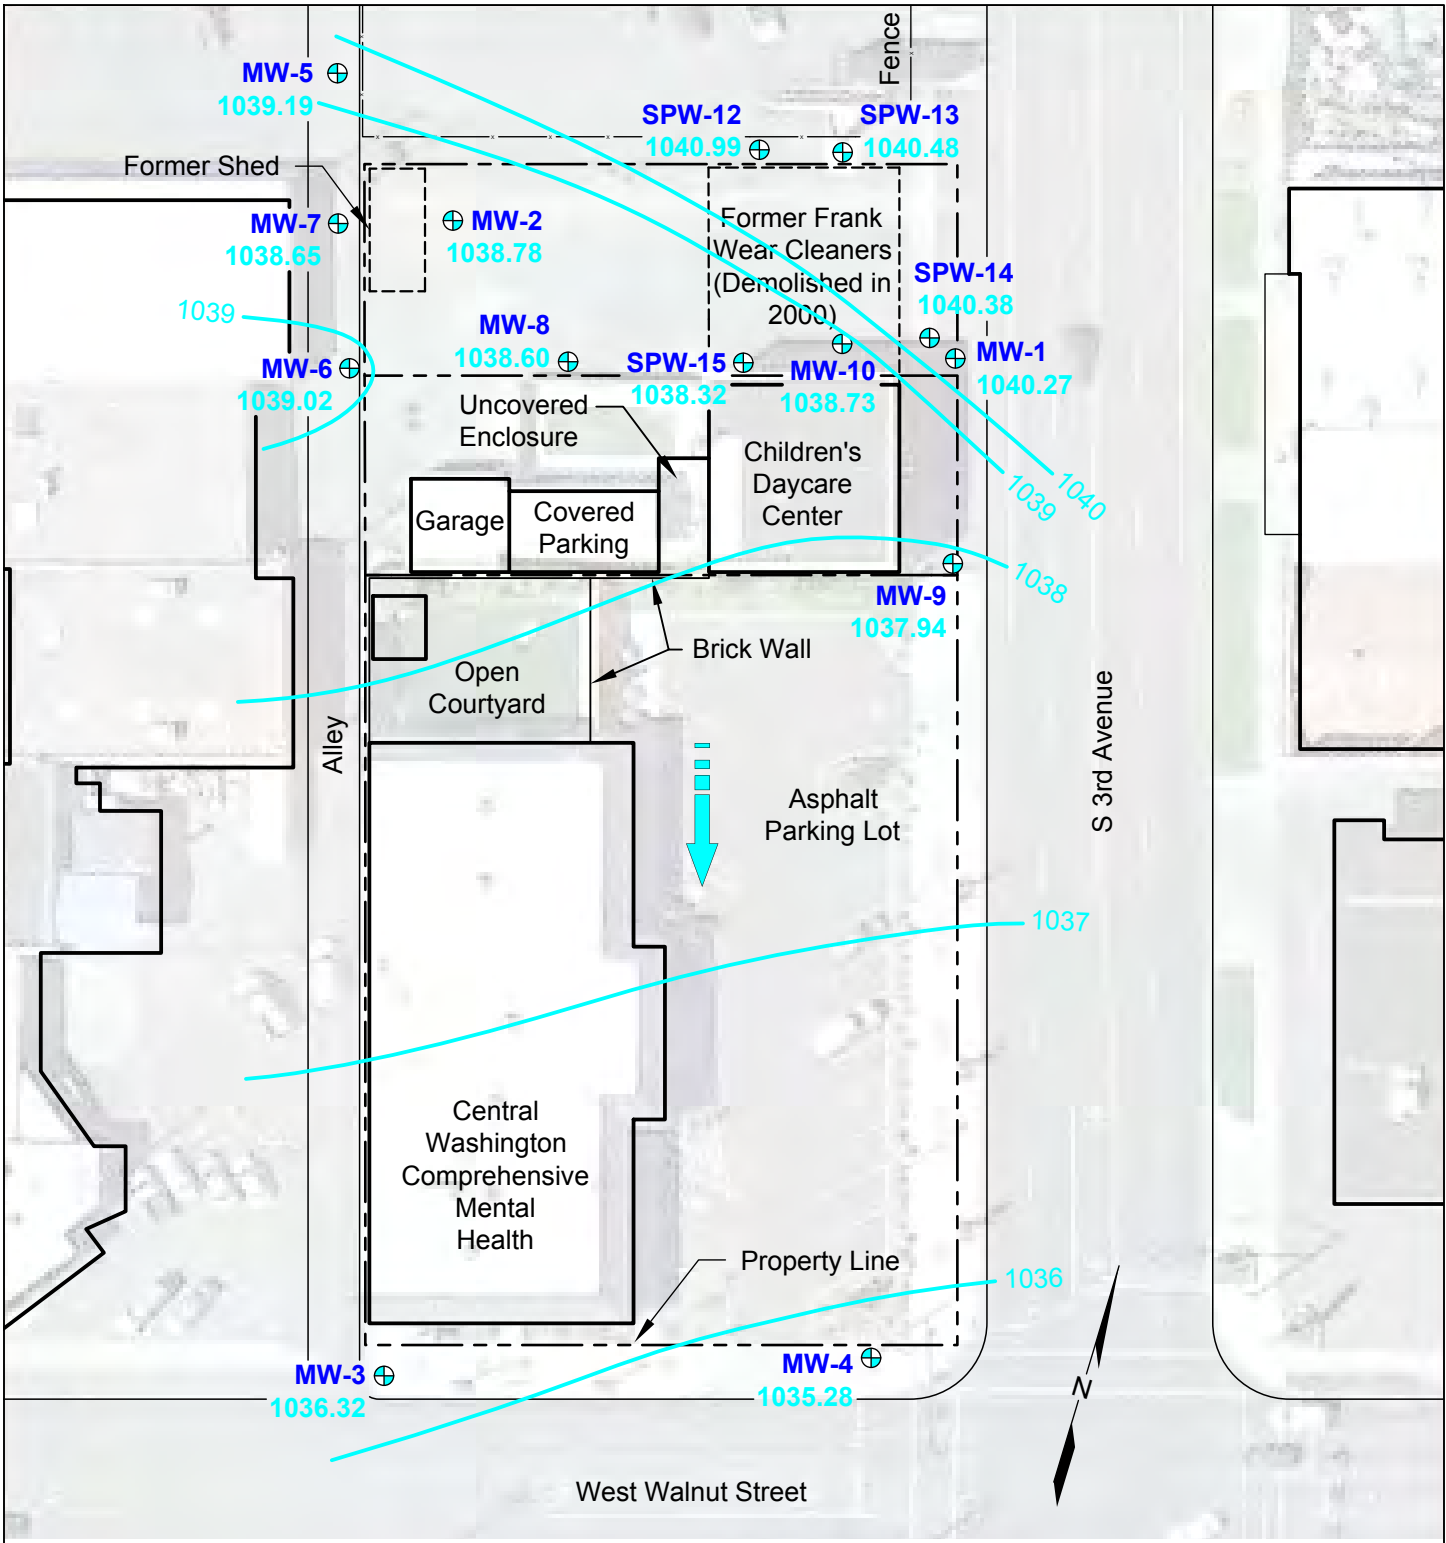 Fence
MW-5
1039.19
SPW-12
1040.99
SPW-13
1040.48
Former Shed
MW-7
1038.65
MW-2
1038.78
Former Frank
Wear Cleaners
(Demolished in
2000)
SPW-14
1040.38
1039
MW-8
1038.60
SPW-15
1038.32
MW-10
1038.73
MW-1
1040.27
MW-6
1039.02
Uncovered
Enclosure
Children's
Daycare
Center
1039
1040
Garage
Covered
Parking
1038
MW-9
1037.94
Brick Wall
Open
Courtyard
Alley
S 3rd Avenue
Asphalt
Parking Lot
1037
Central
Washington
Comprehensive
Mental
Health
Property Line
1036
MW-3
1036.32
MW-4
1035.28
N
West Walnut Street